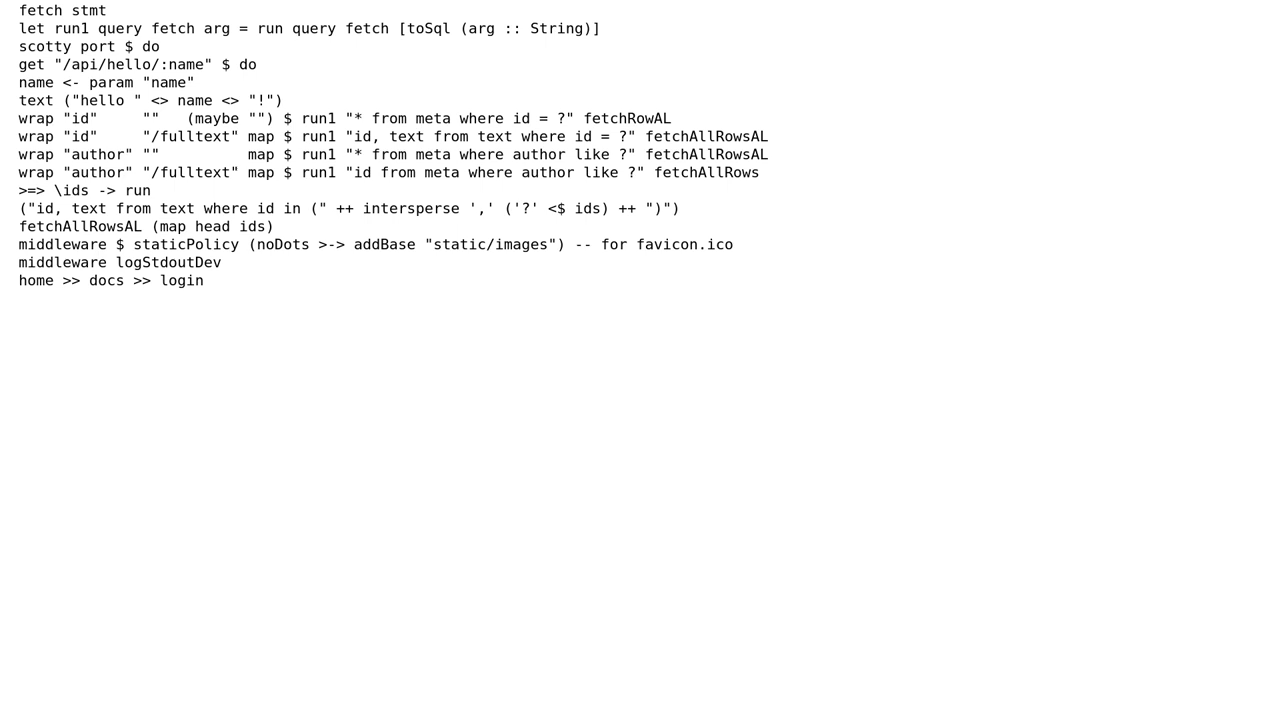 fetch stmt
let run1 query fetch arg = run query fetch [toSql (arg :: String)]
scotty port $ do
get "/api/hello/:name" $ do
name <- param "name"
text ("hello " <> name <> "!")
wrap "id"     ""   (maybe "") $ run1 "* from meta where id = ?" fetchRowAL
wrap "id"     "/fulltext" map $ run1 "id, text from text where id = ?" fetchAllRowsAL
wrap "author" ""          map $ run1 "* from meta where author like ?" fetchAllRowsAL
wrap "author" "/fulltext" map $ run1 "id from meta where author like ?" fetchAllRows
>=> \ids -> run
("id, text from text where id in (" ++ intersperse ',' ('?' <$ ids) ++ ")")
fetchAllRowsAL (map head ids)
middleware $ staticPolicy (noDots >-> addBase "static/images") -- for favicon.ico
middleware logStdoutDev
home >> docs >> login